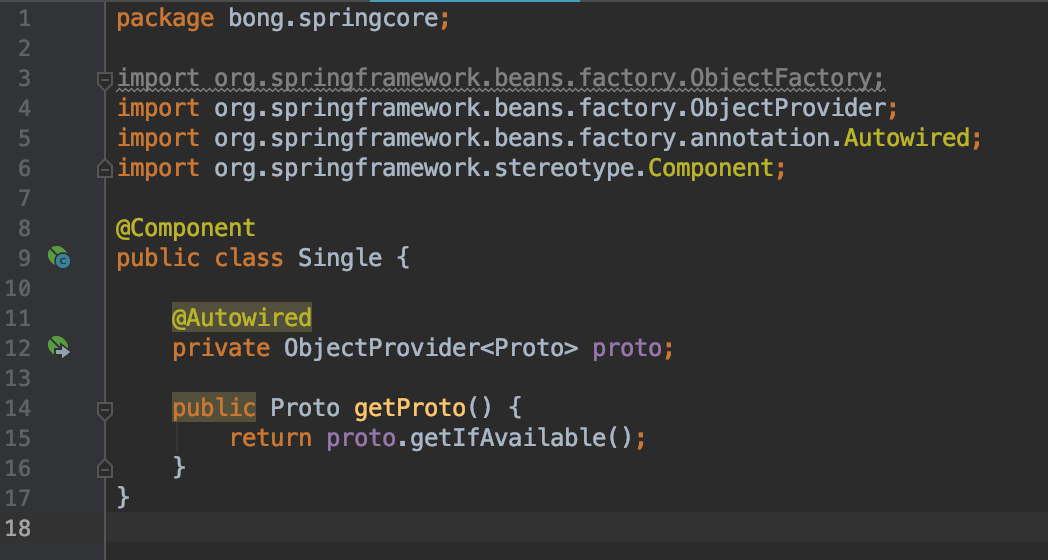 1 package bong.springcore;
2
3 import org.springframework.beans.factory.ObjectFactory;
4 import org.springframework.beans.factory.ObjectProvider;
5 import org.springframework.beans.factory.annotation.Autowired;
6 import org.springframework.stereotype.Component;
7
8 @Component
9 public class Single {
10
11     @Autowired
12     private ObjectProvider<Proto> proto;
13
14     public Proto getProto() {
15         return proto.getIfAvailable();
16     }
17 }
18